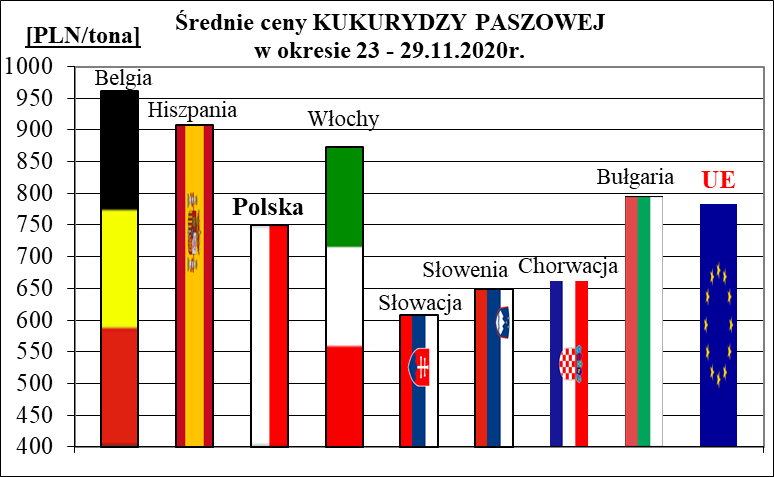 Średnie ceny KUKURYDZY PASZOWEJ
w okresie 23 - 29.11.2020r.
[PLN/tona]
1000
950
900
850
800
750
700
650
600
550
500
450
400
Belgia
Hiszpania
Polska
Włochy
Słowacja
Słowenia
Chorwacja
Bułgaria
UE